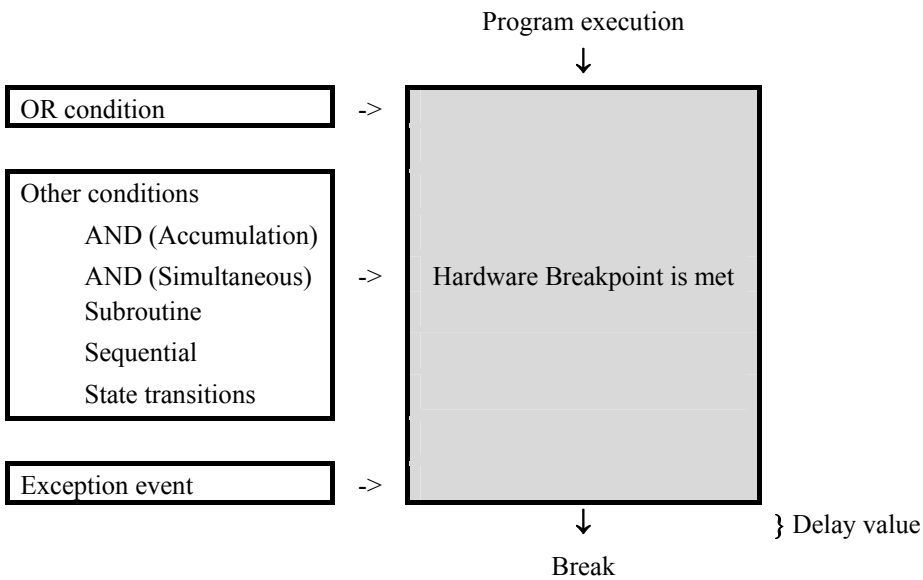 Program execution
↓
OR condition
->
Other conditions
AND (Accumulation)
AND (Simultaneous)
->
Hardware Breakpoint is met
Subroutine
Sequential
State transitions
Exception event
->
↓
} Delay value
Break